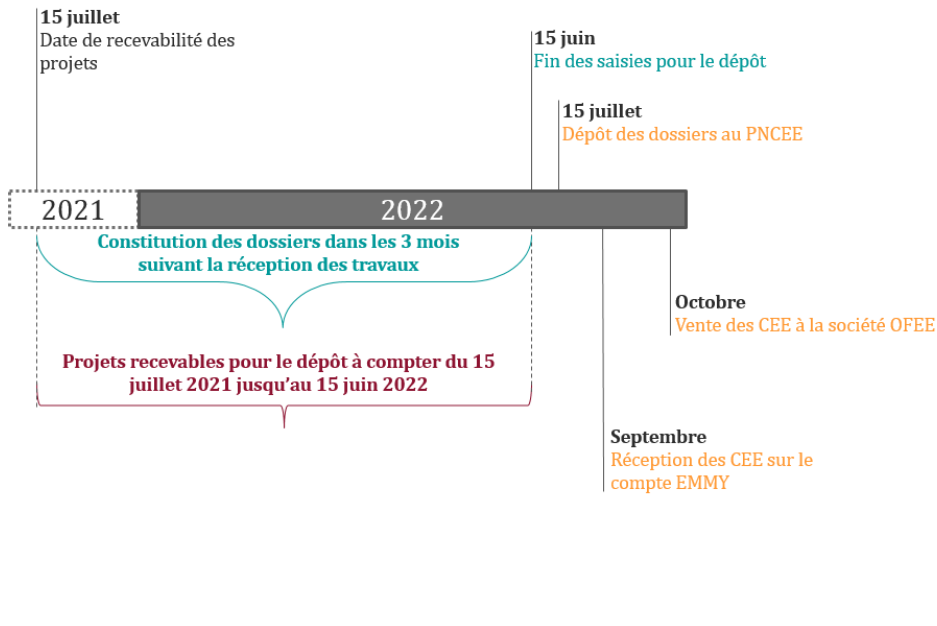 15 juillet
Date de recevabilité des
projets
15 juin
Fin des saisies pour le dépôt
15 juillet
Dépôt des dossiers au PNCEE
2021
2022
Constitution des dossiers dans les 3 mois
suivant la réception des travaux
Octobre
Vente des CEE à la société OFEE
Projets recevables pour le dépôt à compter du 15
juillet 2021 jusqu’au 15 juin 2022
Septembre
Réception des CEE sur le
compte EMMY